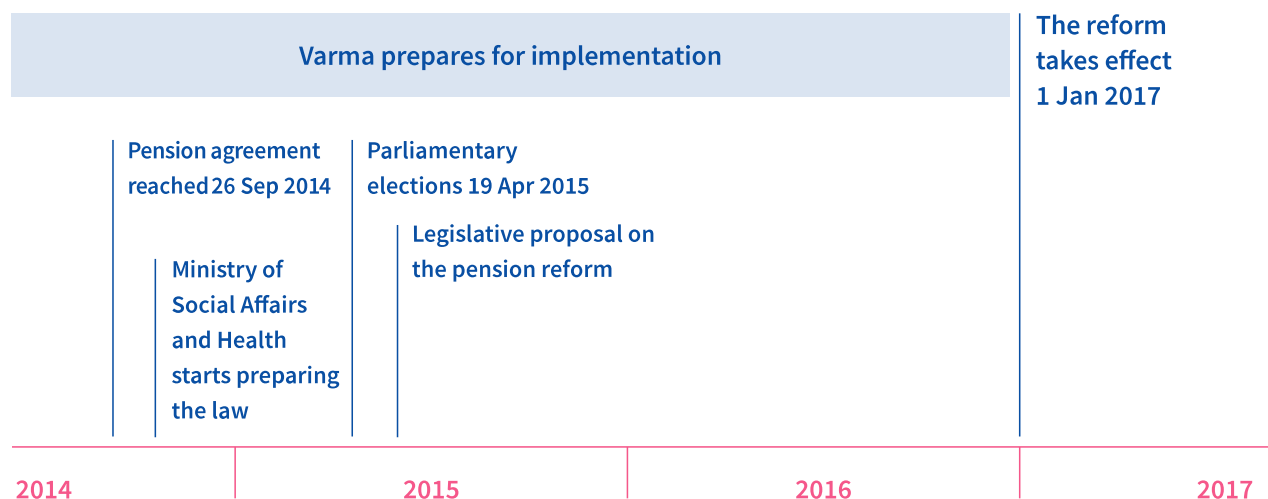 Varma prepares for implementation
The reform
takes effect
1 Jan 2017
Pension agreement
reached 26 Sep 2014
Parliamentary
elections 19 Apr 2015
Legislative proposal on
the pension reform
Ministry of
Social Affairs
and Health
starts preparing
the law
2014
2015
2016
2017